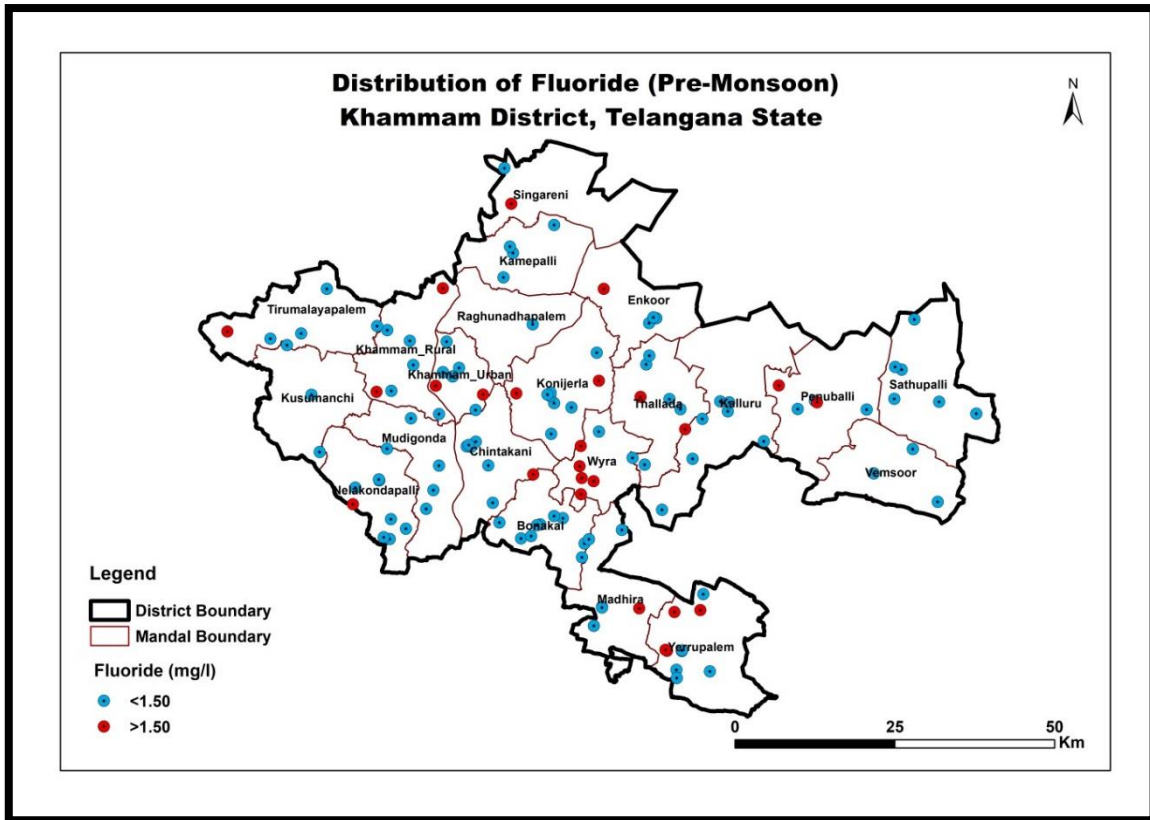 Distribution of Fluoride (Pre-Monsoon)
Khammam District, Telangana State
N
Singareni
Kamepalli
Enkoor
Tirumalayapalem
Raghunadhapalem
Khammam_Rural
Khammam_Urban
Konijerla
Sathupalli
Kusumanchi
Thallada
Kalluru
Penuballi
Mudigonda
Chintakani
Wyra
Vemsoor
Nelakondapalli
Bonakal
Madhira
Yerrupalem
Legend
District Boundary
Mandal Boundary
Fluoride (mg/l)
<1.50
>1.50
0 25 50
Km